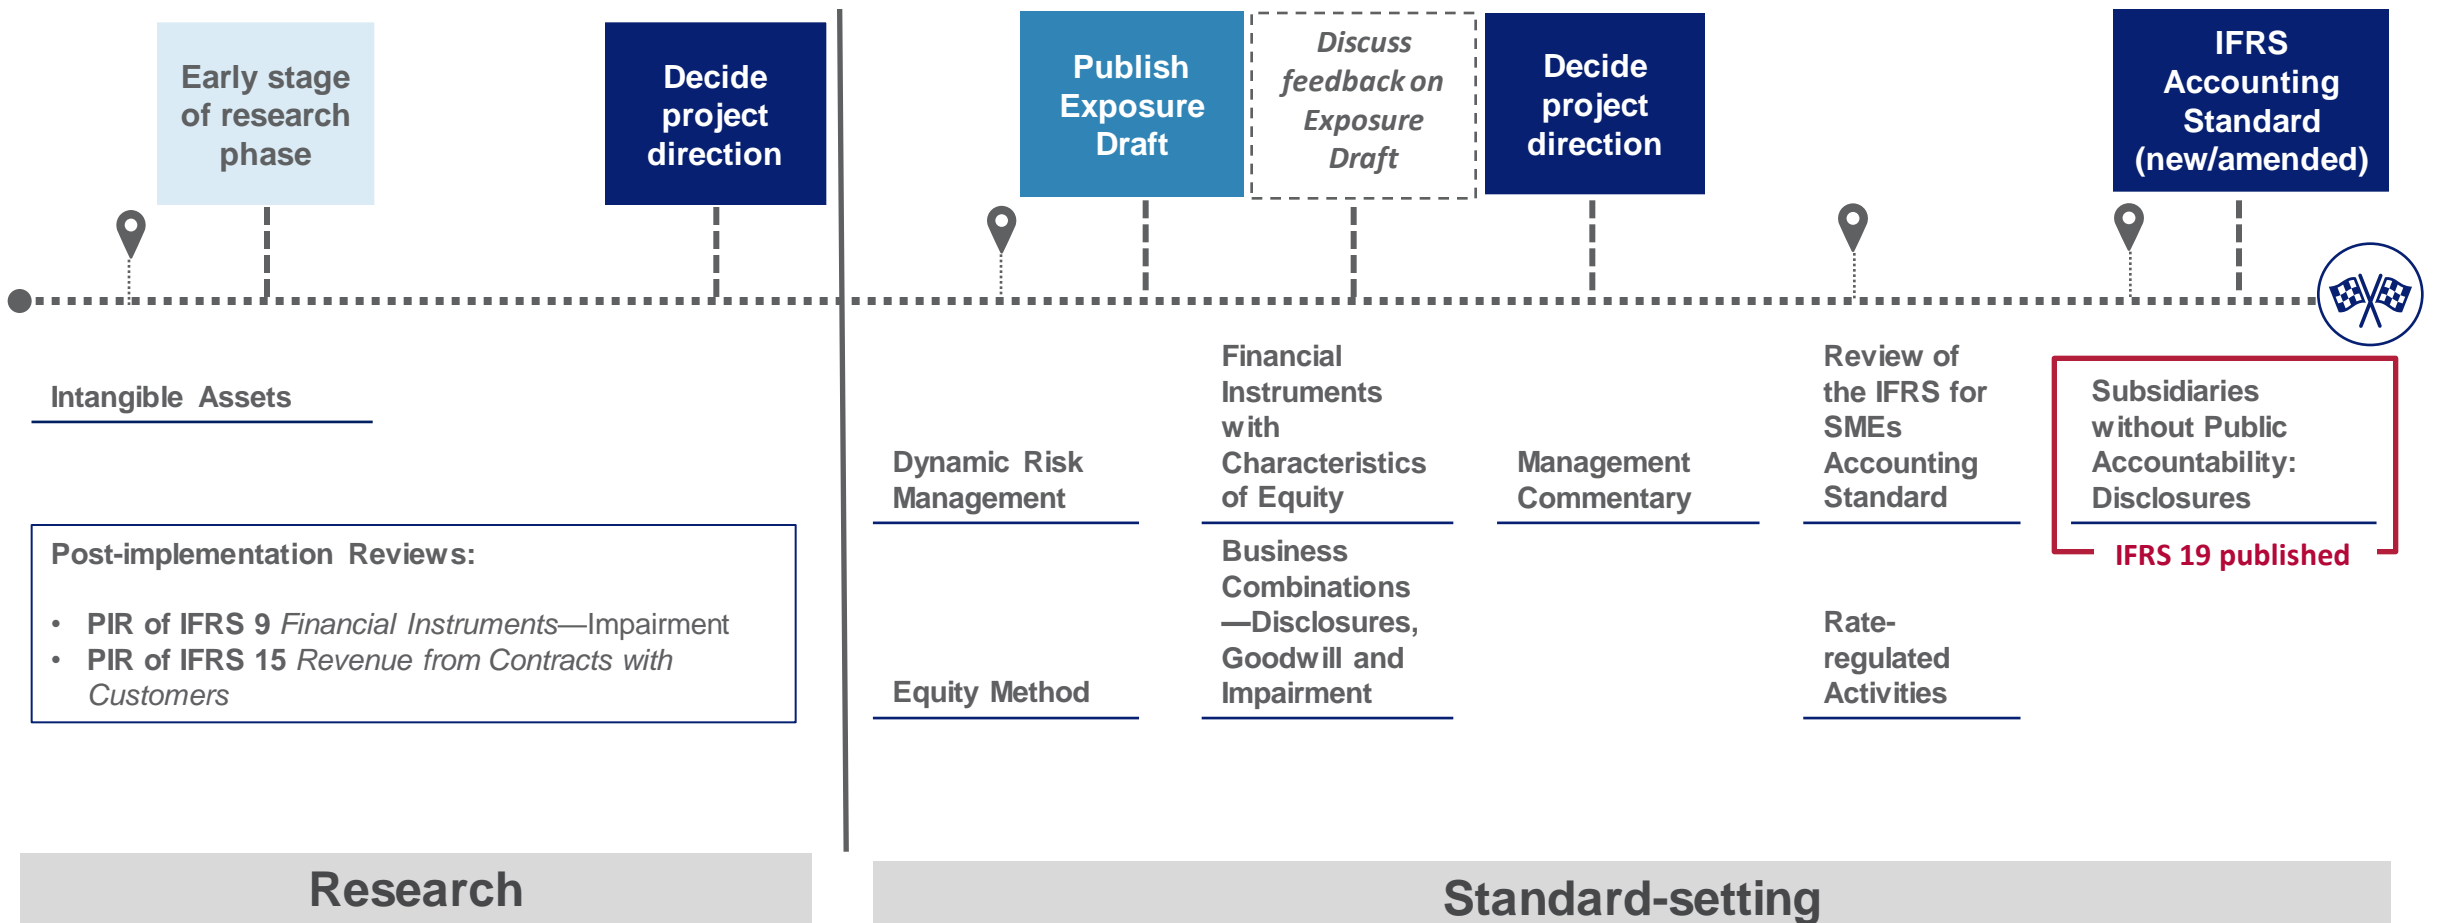 Early stage
of research
phase
Decide
project
direction
Publish
Exposure
Draft
Discuss
feedback on
Exposure
Draft
Decide
project
direction
IFRS
Accounting
Standard
(new/amended)
Intangible Assets
Post-implementation Reviews:
• PIR of IFRS 9 Financial Instruments—Impairment
• PIR of IFRS 15 Revenue from Contracts with
Customers
Dynamic Risk
Management
Equity Method
Financial
Instruments
with
Characteristics
of Equity
Business
Combinations
—Disclosures,
Goodwill and
Impairment
Management
Commentary
Review of
the IFRS for
SMEs
Accounting
Standard
Rate-
regulated
Activities
Subsidiaries
without Public
Accountability:
Disclosures
IFRS 19 published
Research
Standard-setting